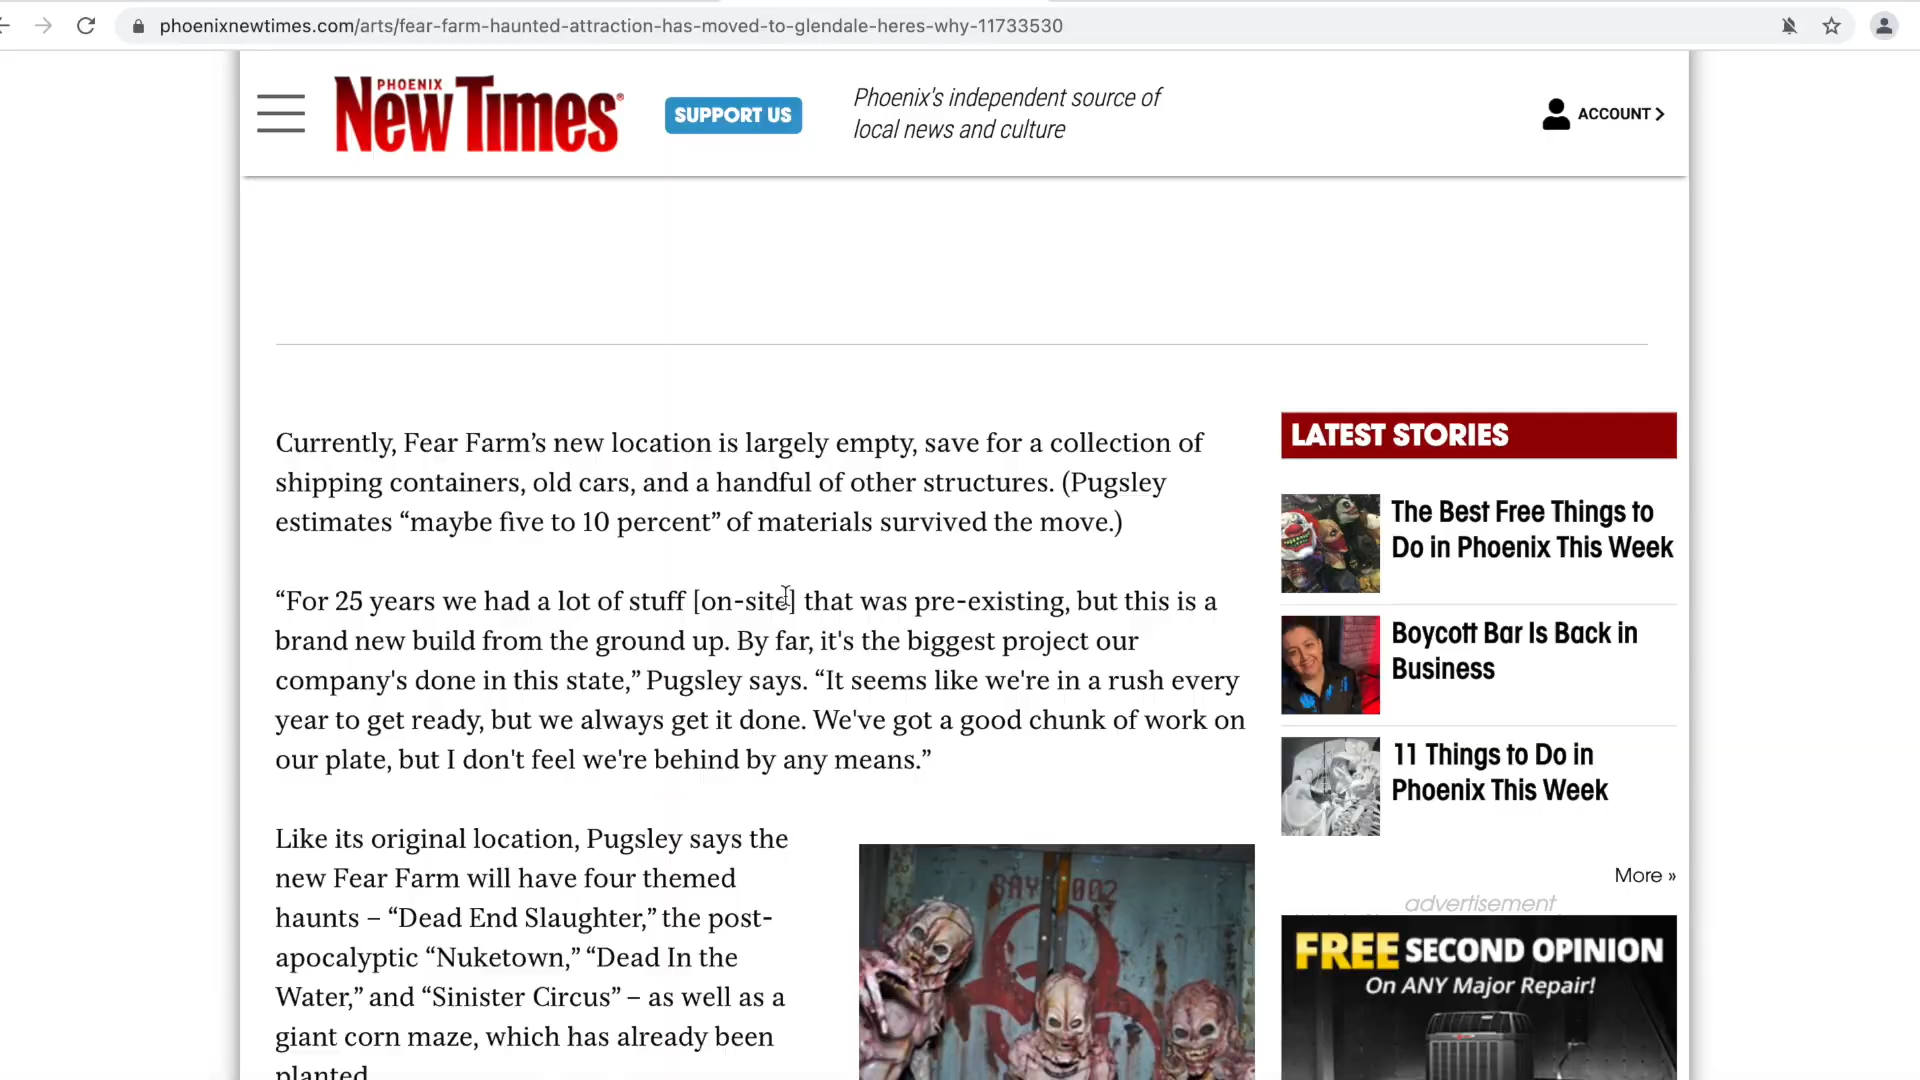 phoenixnewtimes.com/arts/fear-farm-haunted-attraction-has-moved-to-glendale-heres-why-11733530
PHOENIX
New Times®
SUPPORT US
Phoenix's independent source of
local news and culture
ACCOUNT
Currently, Fear Farm’s new location is largely empty, save for a collection of
shipping containers, old cars, and a handful of other structures. (Pugsley
estimates “maybe five to 10 percent” of materials survived the move.)
“For 25 years we had a lot of stuff [on-site] that was pre-existing, but this is a
brand new build from the ground up. By far, it's the biggest project our
company's done in this state,” Pugsley says. “It seems like we're in a rush every
year to get ready, but we always get it done. We've got a good chunk of work on
our plate, but I don't feel we're behind by any means.”
Like its original location, Pugsley says the
new Fear Farm will have four themed
haunts – “Dead End Slaughter,” the post-
apocalyptic “Nuketown,” “Dead In the
Water,” and “Sinister Circus” – as well as a
giant corn maze, which has already been
planted
BAY 002
LATEST STORIES
The Best Free Things to
Do in Phoenix This Week
Boycott Bar Is Back in
Business
11 Things to Do in
Phoenix This Week
More »
advertisement
FREE SECOND OPINION
On ANY Major Repair!